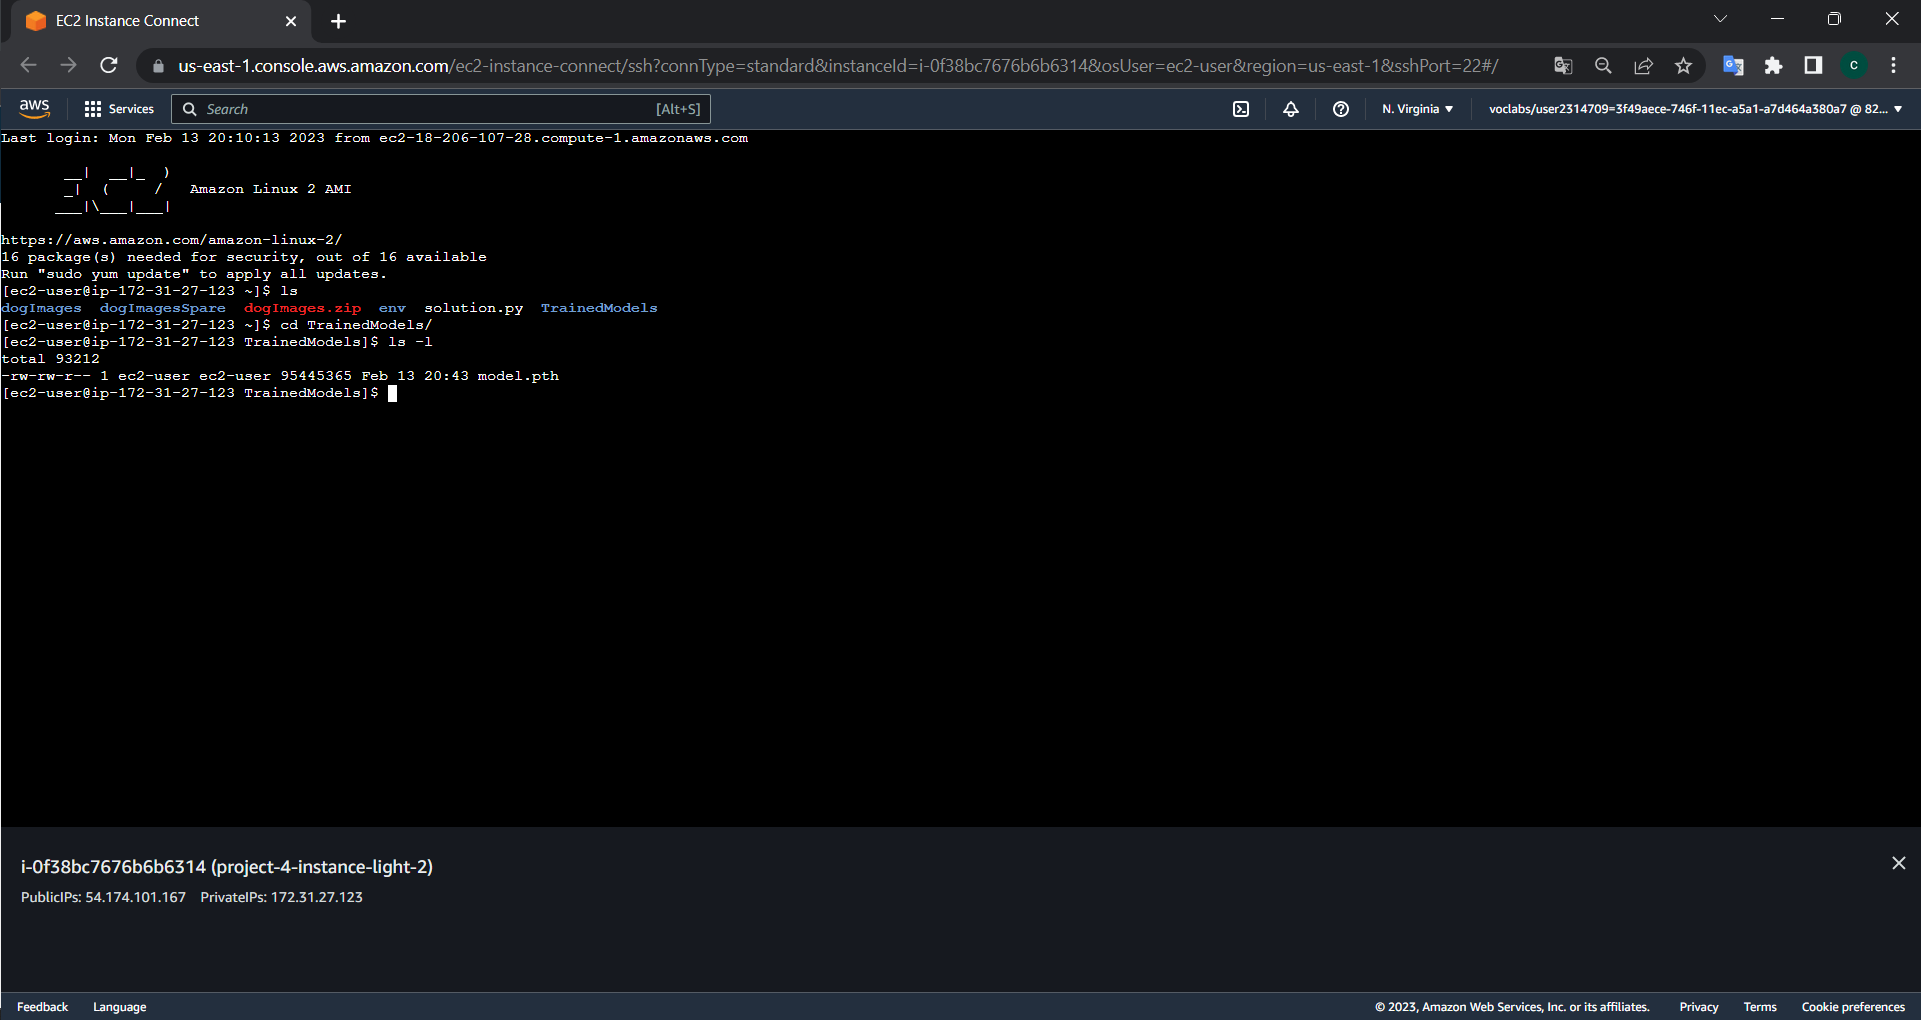 EC2 Instance Connect
us-east-1.console.aws.amazon.com/ec2-instance-connect/ssh?connType=standard&instanceId=i-0f38bc7676b6b6314&osUser=ec2-user&region=us-east-1&sshPort=22#/
C
aws Services Search [Alt+S] N. Virginia voclabs/user2314709=3f49aece-746f-11ec-a5a1-a7d464a380a7 @ 82...
Last login: Mon Feb 13 20:10:13 2023 from ec2-18-206-107-28.compute-1.amazonaws.com
       __|  __|_  )
       _|  (     /   Amazon Linux 2 AMI
      ___|\___|___|
https://aws.amazon.com/amazon-linux-2/
16 package(s) needed for security, out of 16 available
Run "sudo yum update" to apply all updates.
[ec2-user@ip-172-31-27-123 ~]$ ls
dogImages  dogImagesSpare  dogImages.zip  env  solution.py  TrainedModels
[ec2-user@ip-172-31-27-123 ~]$ cd TrainedModels/
[ec2-user@ip-172-31-27-123 TrainedModels]$ ls -l
total 93212
-rw-rw-r-- 1 ec2-user ec2-user 95445365 Feb 13 20:43 model.pth
[ec2-user@ip-172-31-27-123 TrainedModels]$
i-0f38bc7676b6b6314 (project-4-instance-light-2)
PublicIPs: 54.174.101.167 PrivateIPs: 172.31.27.123
Feedback Language © 2023, Amazon Web Services, Inc. or its affiliates. Privacy Terms Cookie preferences